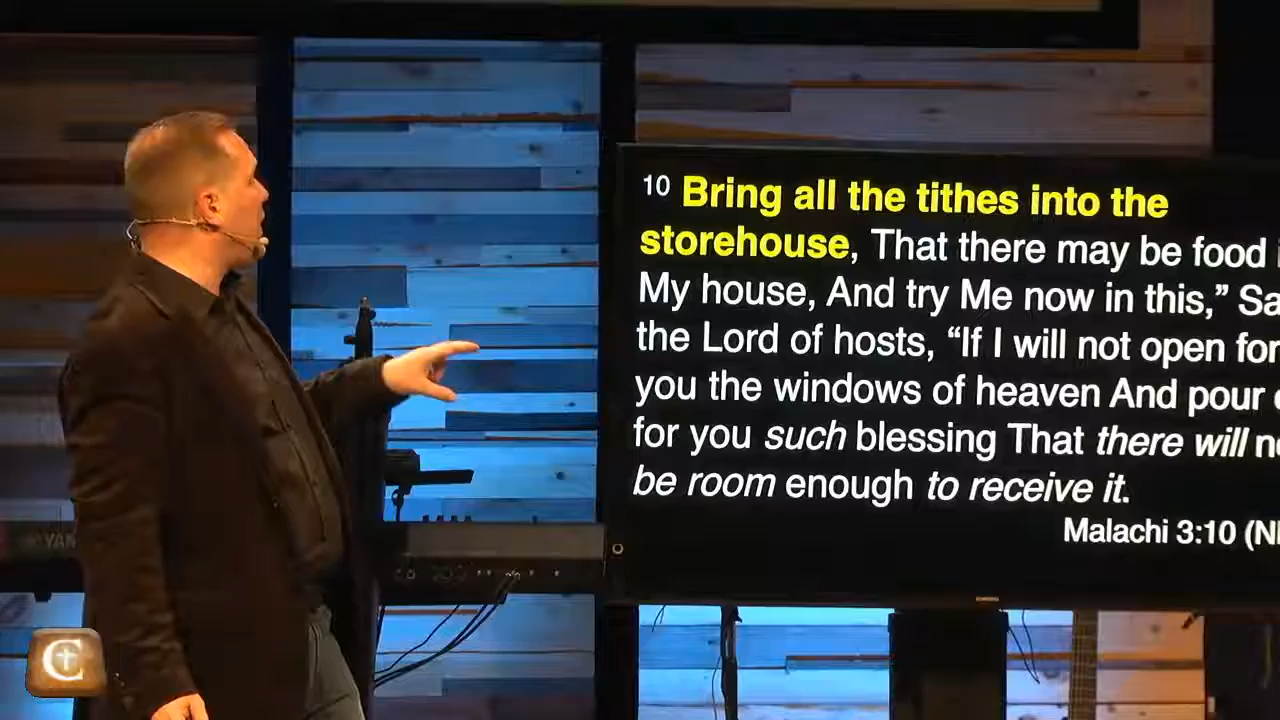 10 Bring all the tithes into the
storehouse, That there may be food
My house, And try Me now in this,” Sa
the Lord of hosts, “If I will not open for
you the windows of heaven And pour
for you such blessing That there will n
be room enough to receive it.
Malachi 3:10 (N
YAM
C